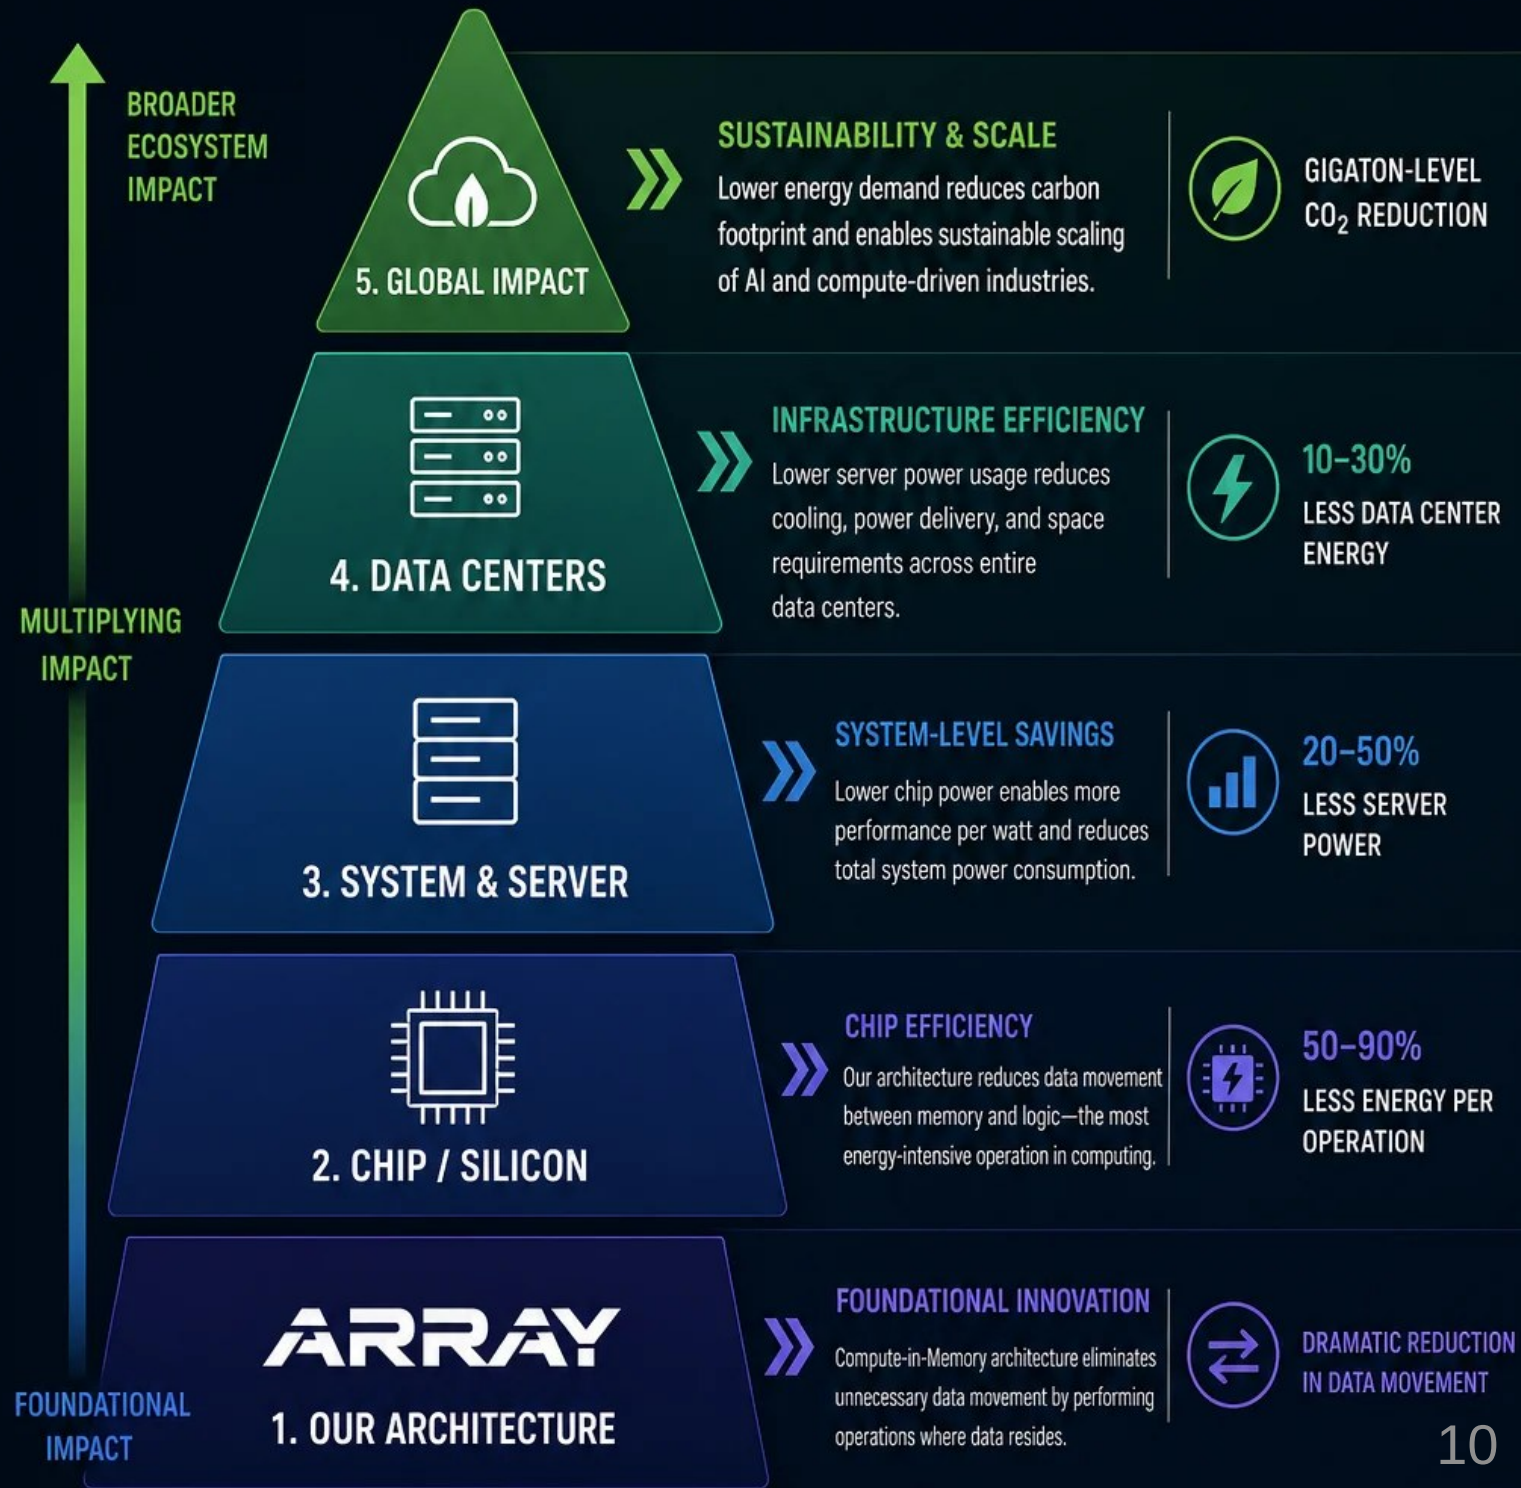 BROADER
ECOSYSTEM
IMPACT
5. GLOBAL IMPACT
SUSTAINABILITY & SCALE
Lower energy demand reduces carbon
footprint and enables sustainable scaling
of AI and compute-driven industries.
GIGATON-LEVEL
CO₂ REDUCTION
4. DATA CENTERS
INFRASTRUCTURE EFFICIENCY
Lower server power usage reduces
cooling, power delivery, and space
requirements across entire
data centers.
10–30%
LESS DATA CENTER
ENERGY
MULTIPLYING
IMPACT
3. SYSTEM & SERVER
SYSTEM-LEVEL SAVINGS
Lower chip power enables more
performance per watt and reduces
total system power consumption.
20–50%
LESS SERVER
POWER
2. CHIP / SILICON
CHIP EFFICIENCY
Our architecture reduces data movement
between memory and logic—the most
energy-intensive operation in computing.
50–90%
LESS ENERGY PER
OPERATION
FOUNDATIONAL
IMPACT
ARRAY
1. OUR ARCHITECTURE
FOUNDATIONAL INNOVATION
Compute-in-Memory architecture eliminates
unnecessary data movement by performing
operations where data resides.
DRAMATIC REDUCTION
IN DATA MOVEMENT
10